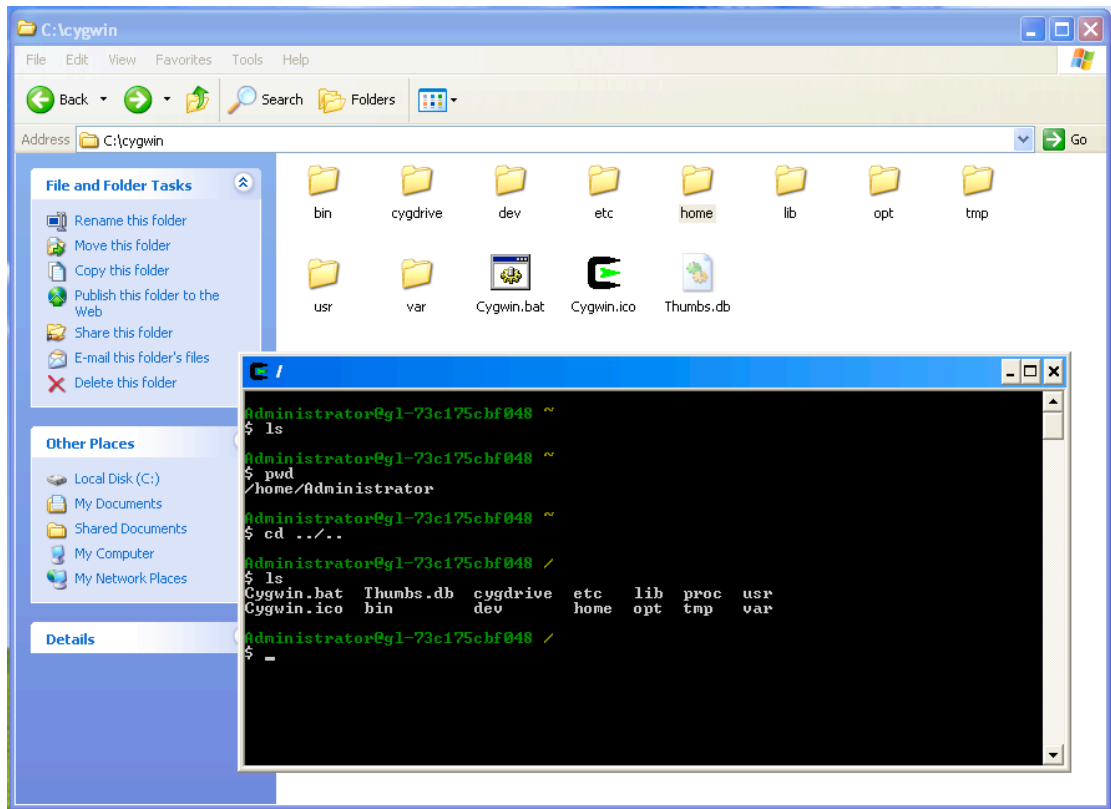 C:\cygwin
File Edit View Favorites Tools Help
Back Search Folders
Address C:\cygwin Go
File and Folder Tasks
Rename this folder
Move this folder
Copy this folder
Publish this folder to the
Web
Share this folder
E-mail this folder's files
Delete this folder
Other Places
Local Disk (C:)
My Documents
Shared Documents
My Computer
My Network Places
Details
bin cygdrive dev etc home lib opt tmp
usr var Cygwin.bat Cygwin.ico Thumbs.db
/
Administrator@gl-73c175cbf048 ~
$ ls
Administrator@gl-73c175cbf048 ~
$ pwd
/home/Administrator
Administrator@gl-73c175cbf048 ~
$ cd ../..
Administrator@gl-73c175cbf048 /
$ ls
Cygwin.bat Thumbs.db cygdrive etc lib proc usr
Cygwin.ico bin dev home opt tmp var
Administrator@gl-73c175cbf048 /
$ _